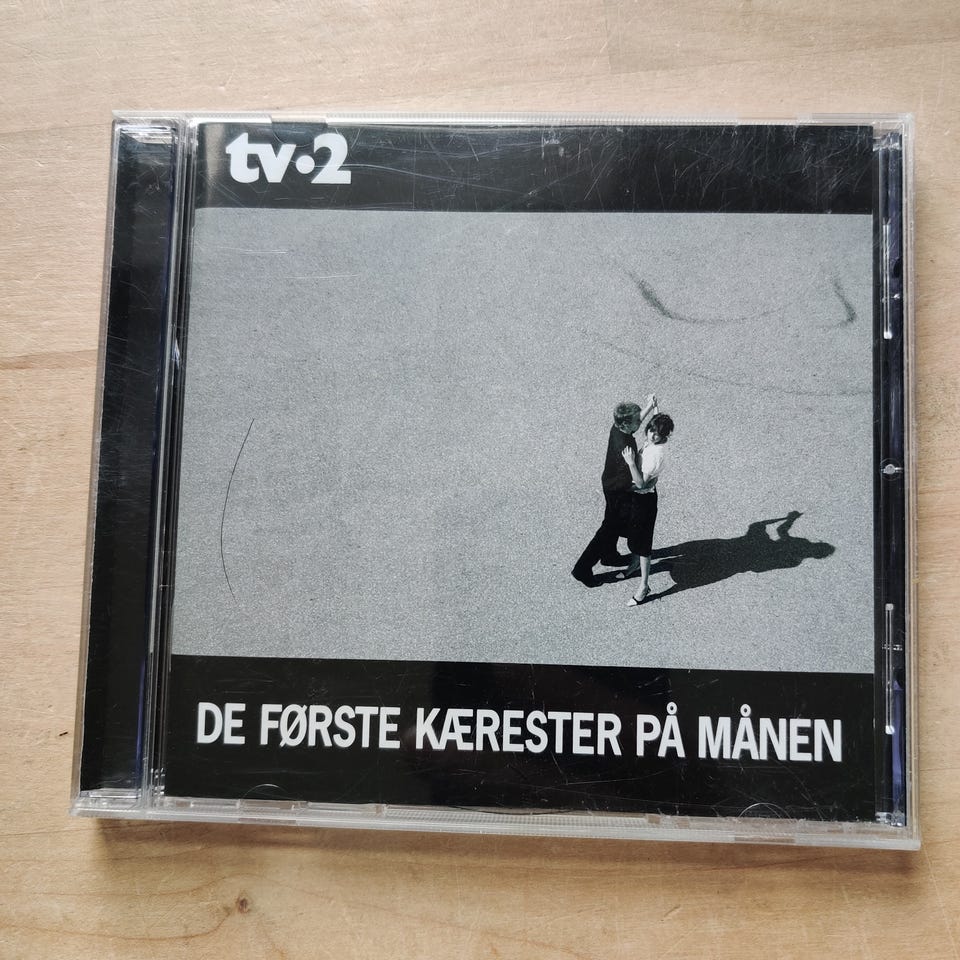 tv·2
DE FØRSTE KÆRESTER PÅ MÅNEN